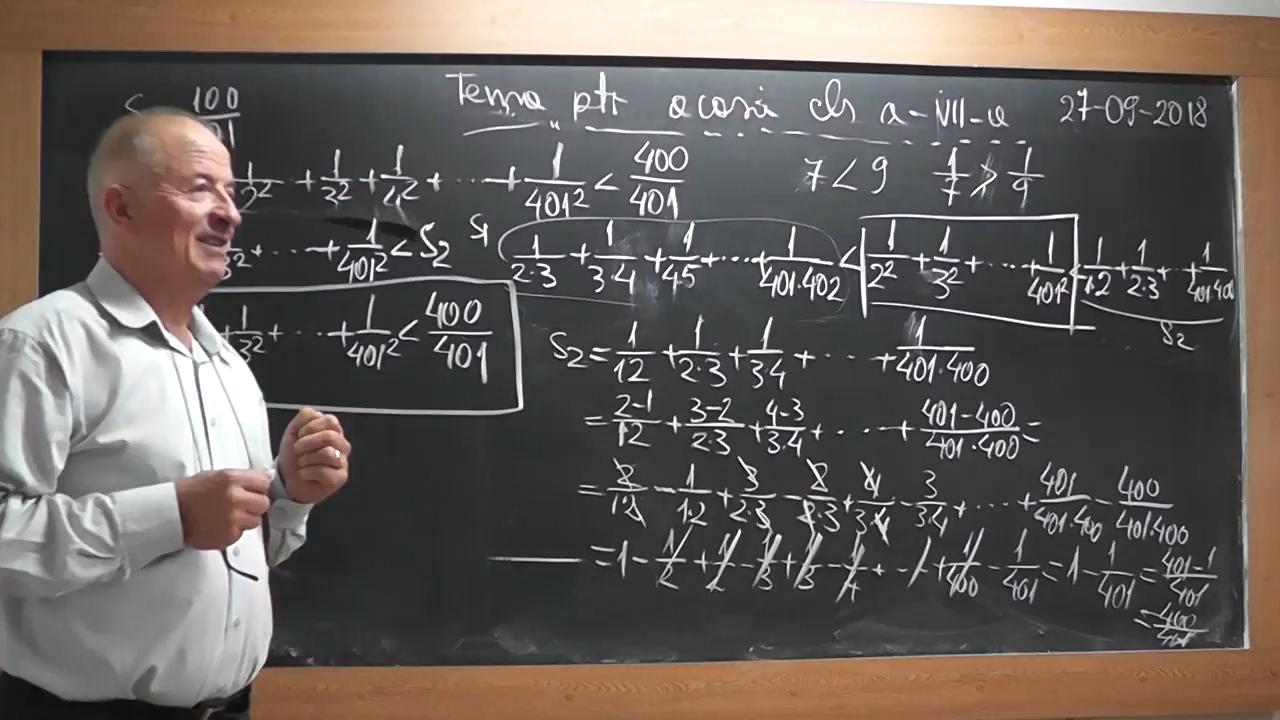 Tema ptr acasă cls a-VII-a 27-09-2018
100
1/2² + 1/3² + 1/4² + ... + 1/401² < 400/401
7 < 9 1/7 > 1/9
+ ... + 1/401² < S2
S1 1/2·3 + 1/3·4 + 1/4·5 + ... + 1/401·402 < 1/2² + 1/3² + ... + 1/401² < 1/1·2 + 1/2·3 + ... + 1/401·400
S2
+ 1/3² + ... + 1/401² < 400/401
S2 = 1/1·2 + 1/2·3 + 1/3·4 + ... + 1/401·400
= 2-1/1·2 + 3-2/2·3 + 4-3/3·4 + ... + 401-400/401·400 =
= 2/1·2 - 1/1·2 + 3/2·3 - 2/2·3 + 4/3·4 - 3/3·4 + ... + 401/401·400 - 400/401·400
= 1 - 1/2 + 1/2 - 1/3 + 1/3 - 1/4 + ... + 1/400 - 1/401 = 1 - 1/401 = 401-1/401
= 400/401